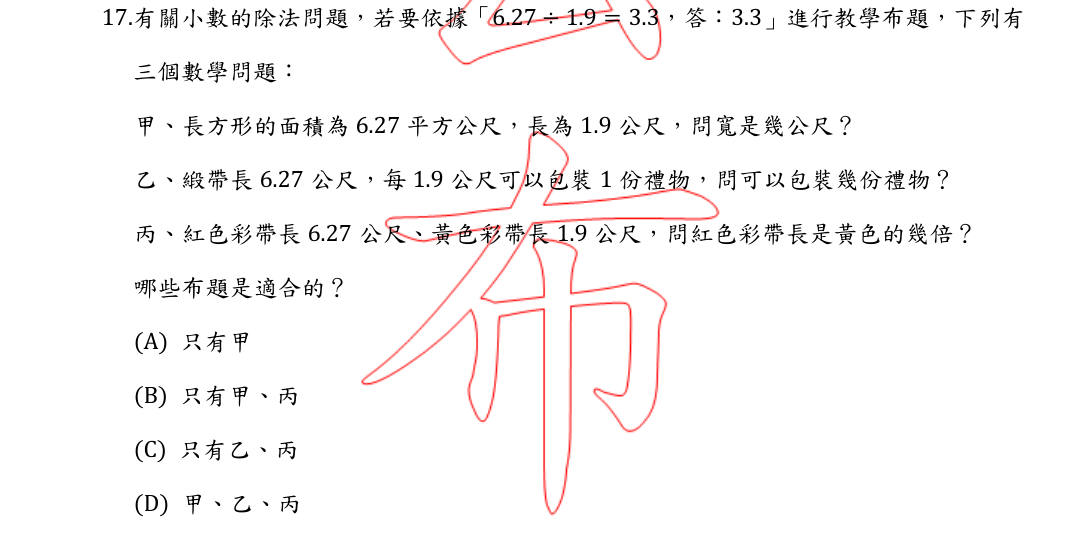 17.有關小數的除法問題，若要依據「6.27 ÷ 1.9 = 3.3，答：3.3」進行教學布題，下列有
三個數學問題：
甲、長方形的面積為 6.27 平方公尺，長為 1.9 公尺，問寬是幾公尺？
乙、緞帶長 6.27 公尺，每 1.9 公尺可以包裝 1 份禮物，問可以包裝幾份禮物？
丙、紅色彩帶長 6.27 公尺、黃色彩帶長 1.9 公尺，問紅色彩帶長是黃色的幾倍？
哪些布題是適合的？
(A) 只有甲
(B) 只有甲、丙
(C) 只有乙、丙
(D) 甲、乙、丙
布